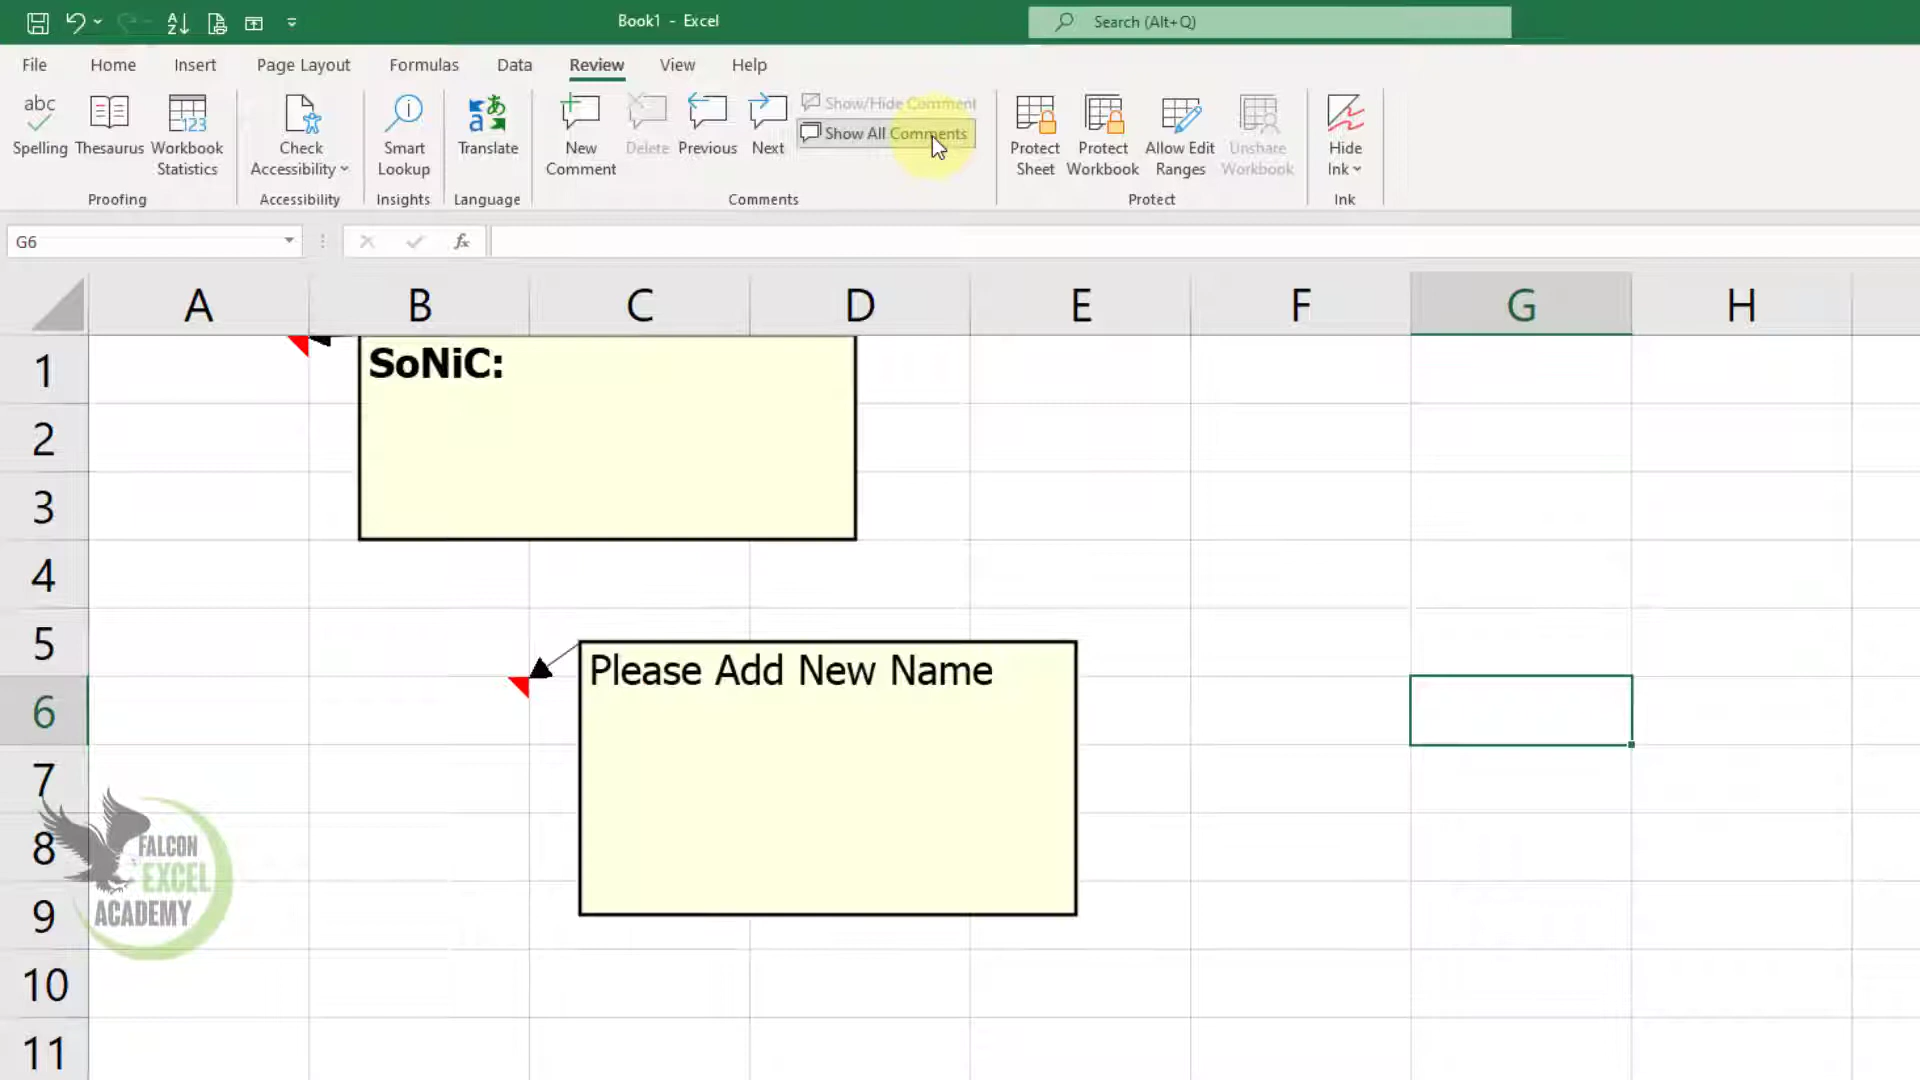 Book1 - Excel
Search (Alt+Q)
File Home Insert Page Layout Formulas Data Review View Help
abc
Spelling
Thesaurus
123
Workbook
Statistics
Proofing
Check
Accessibility
Accessibility
Smart
Lookup
Insights
Translate
Language
New
Comment
Delete
Previous
Next
Show/Hide Comment
Show All Comments
Comments
Protect
Sheet
Protect
Workbook
Allow Edit
Ranges
Unshare
Workbook
Protect
Hide
Ink
Ink
G6
fx
A B C D E F G H
1
SoNiC:
2
3
4
5
Please Add New Name
6
7
8
9
10
11
FALCON
EXCEL
ACADEMY